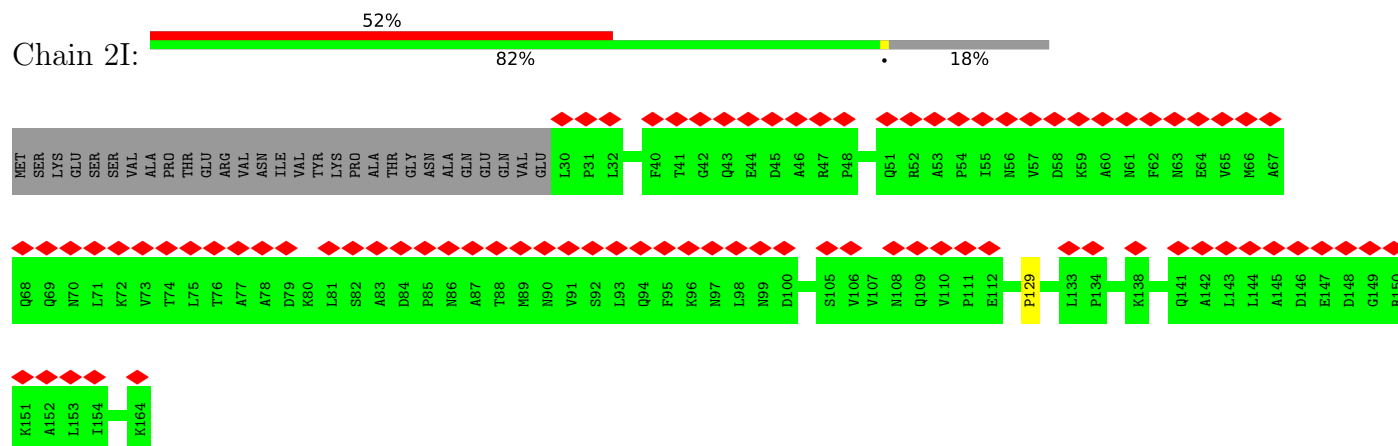 52%
Chain 2I:
82% • 18%
MET SER LYS GLU SER SER VAL ALA PRO THR GLU ARG VAL ASN ILE VAL TYR LYS PRO ALA THR GLY ASN ALA GLN GLU GLN VAL GLU L30 P31 L32 F40 T41 G42 Q43 E44 D45 A46 R47 P48 Q51 R52 A53 P54 I55 N56 V57 D58 K59 A60 N61 F62 N63 E64 V65 M66 A67
Q68 Q69 N70 L71 K72 V73 T74 L75 T76 A77 A78 D79 K80 L81 S82 A83 D84 P85 N86 A87 T88 M89 N90 V91 S92 L93 Q94 F95 K96 N97 L98 N99 D100 S105 V106 V107 N108 Q109 V110 P111 E112 P129 L133 P134 K138 Q141 A142 L143 L144 A145 D146 E147 D148 G149
K151 A152 L153 I154 K164